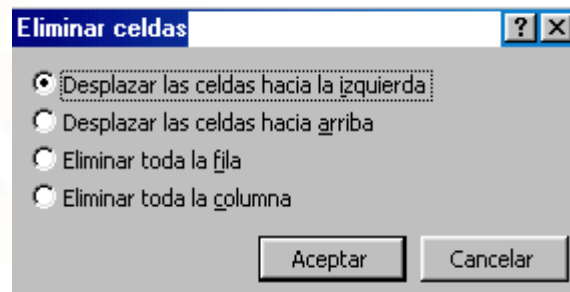 Eliminar celdas
Desplazar las celdas hacia la izquierda
Desplazar las celdas hacia arriba
Eliminar toda la fila
Eliminar toda la columna
Aceptar Cancelar